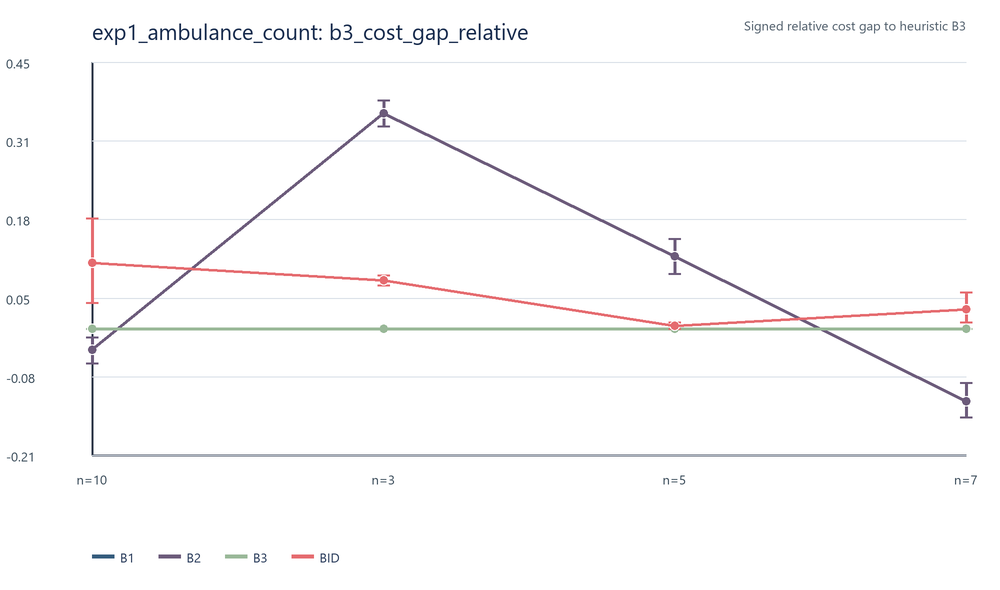 exp1_ambulance_count: b3_cost_gap_relative
Signed relative cost gap to heuristic B3
0.45
0.31
0.18
0.05
-0.08
-0.21
n=10
n=3
n=5
n=7
B1
B2
B3
BID